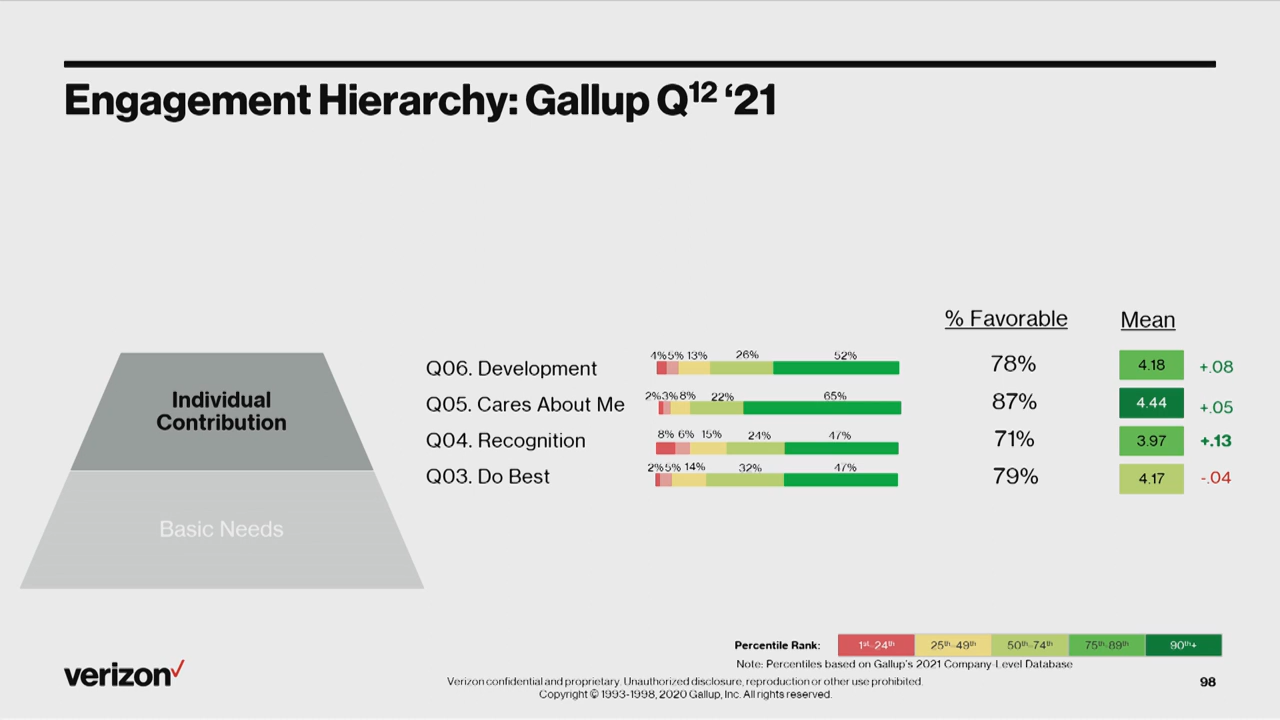 Engagement Hierarchy: Gallup Q12 ‘21
% Favorable Mean
Individual
Contribution
Basic Needs
Q06. Development 4% 5% 13% 26% 52% 78% 4.18 +.08
Q05. Cares About Me 2% 3% 8% 22% 65% 87% 4.44 +.05
Q04. Recognition 8% 6% 15% 24% 47% 71% 3.97 +.13
Q03. Do Best 2% 5% 14% 32% 47% 79% 4.17 -.04
Percentile Rank: 1st-24th 25th-49th 50th-74th 75th-89th 90th+
Note: Percentiles based on Gallup's 2021 Company-Level Database
verizon
Verizon confidential and proprietary. Unauthorized disclosure, reproduction or other use prohibited.
Copyright © 1993-1998, 2020 Gallup, Inc. All rights reserved.
98